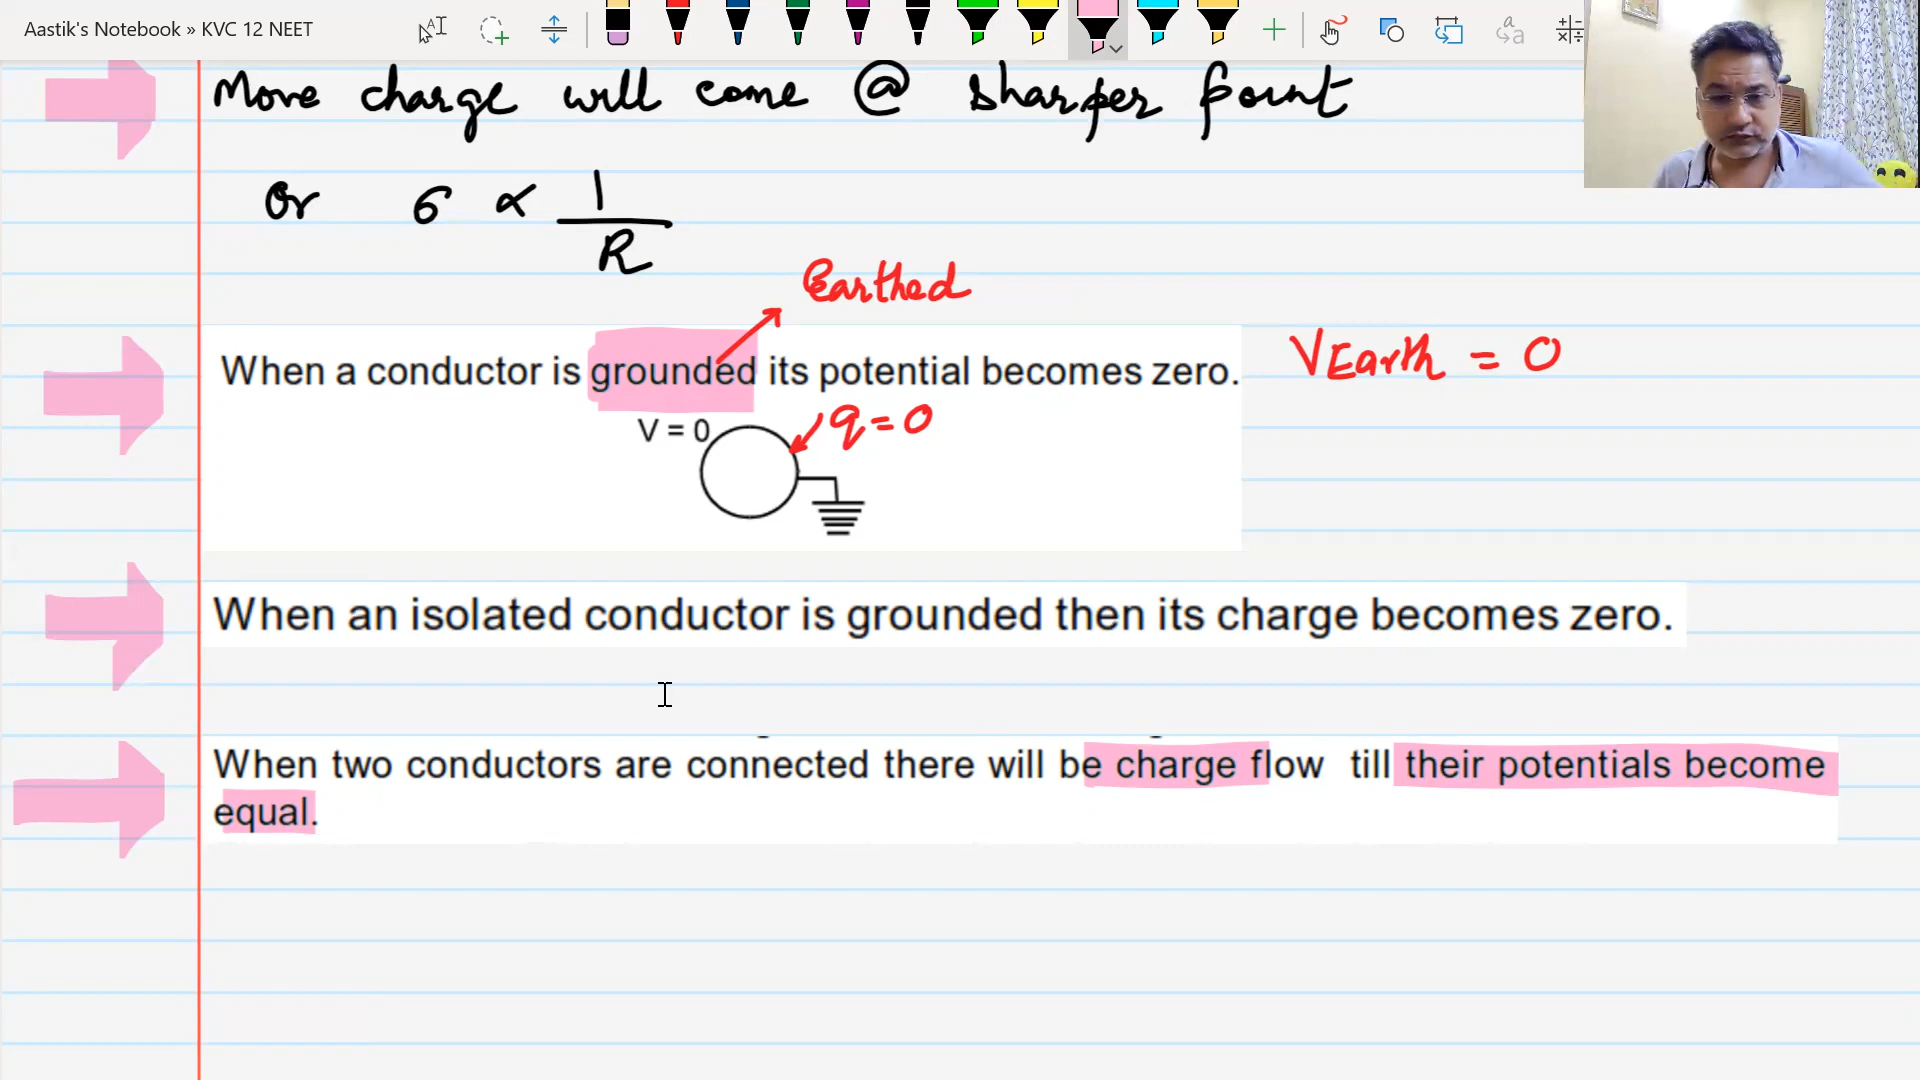 Aastik's Notebook » KVC 12 NEET
More charge will come @ sharper point
Or σ ∝ 1/R
Earthed
When a conductor is grounded its potential becomes zero.
V Earth = 0
V = 0
q = 0
When an isolated conductor is grounded then its charge becomes zero.
When two conductors are connected there will be charge flow till their potentials become
equal.